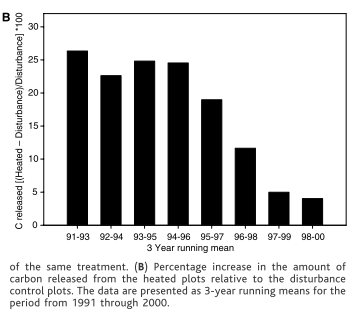 B
C released [(Heated – Disturbance)/Disturbance] *100
30
25
20
15
10
5
0
91-93 92-94 93-95 94-96 95-97 96-98 97-99 98-00
3 Year running mean
of the same treatment. (B) Percentage increase in the amount of
carbon released from the heated plots relative to the disturbance
control plots. The data are presented as 3-year running means for the
period from 1991 through 2000.